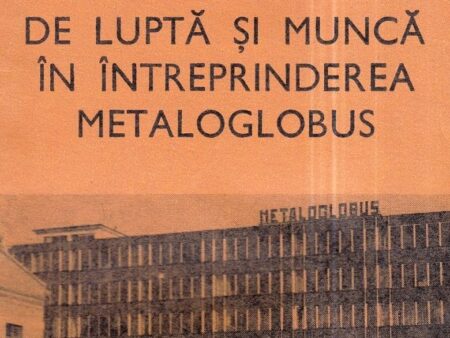 DE LUPTĂ ȘI MUNCĂ
ÎN ÎNTREPRINDEREA
METALOGLOBUS
METALOGLOBUS